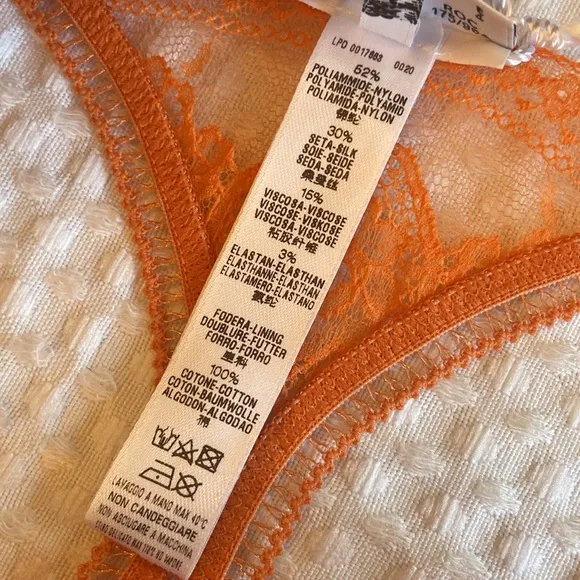 LPD 0017868 0020
52%
POLIAMMIDE-NYLON
POLYAMIDE-POLYAMID
POLIAMIDA-NYLON
锦纶
30%
SETA-SILK
SOIE-SEIDE
SEDA-SEDA
桑蚕丝
15%
VISCOSA-VISCOSE
VISCOSE-VISKOSE
VISCOSA-VISCOSE
粘胶纤维
3%
ELASTAN-ELASTHAN
ELASTHANNE-ELASTHAN
ELASTAMERO-ELASTANO
氨纶
FODERA-LINING
DOUBLURE-FUTTER
FORRO-FORRO
里料
100%
COTONE-COTTON
COTON-BAUMWOLLE
ALGODON-ALGODAO
棉
LAVAGGIO A MANO MAX 40°C
NON CANDEGGIARE
NON ASCIUGARE A MACCHINA